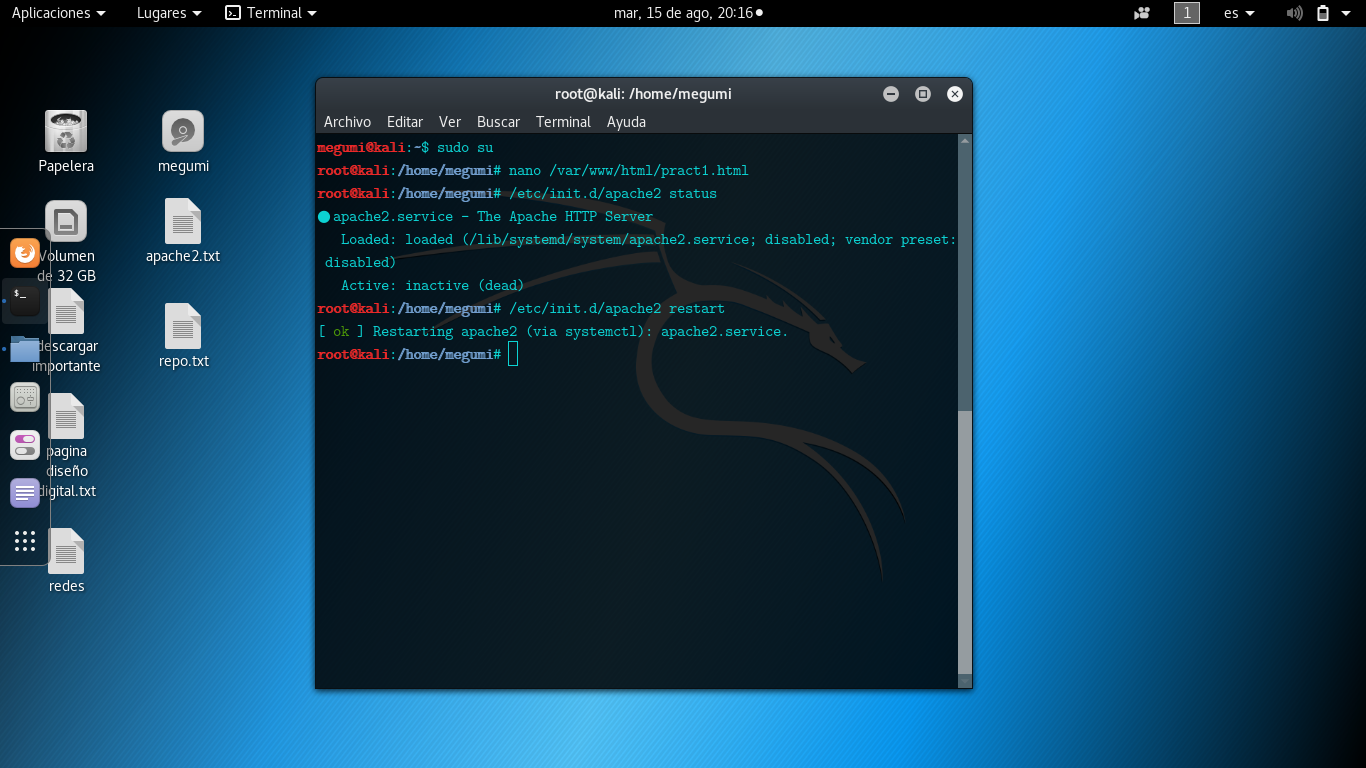 Aplicaciones Lugares Terminal mar, 15 de ago, 20:16 1 es
root@kali: /home/megumi
Archivo Editar Ver Buscar Terminal Ayuda
megumi@kali:~$ sudo su
root@kali:/home/megumi# nano /var/www/html/pract1.html
root@kali:/home/megumi# /etc/init.d/apache2 status
apache2.service - The Apache HTTP Server
Loaded: loaded (/lib/systemd/system/apache2.service; disabled; vendor preset:
disabled)
Active: inactive (dead)
root@kali:/home/megumi# /etc/init.d/apache2 restart
[ ok ] Restarting apache2 (via systemctl): apache2.service.
root@kali:/home/megumi#
Papelera
megumi
Volumen
de 32 GB
apache2.txt
descargar
importante
repo.txt
pagina
diseño
digital.txt
redes
$_